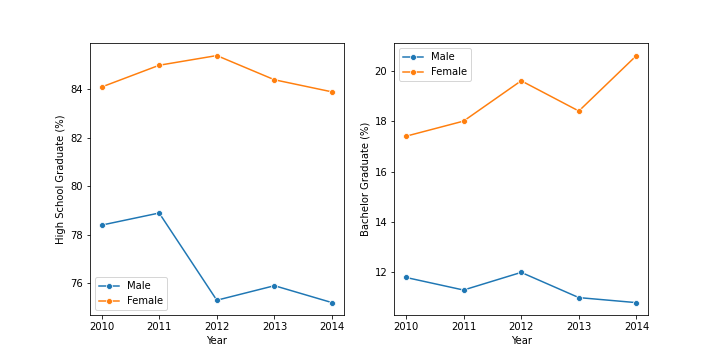 High School Graduate (%)
84
82
80
78
76
Male
Female
2010 2011 2012 2013 2014
Year
Bachelor Graduate (%)
Male
Female
20
18
16
14
12
2010 2011 2012 2013 2014
Year